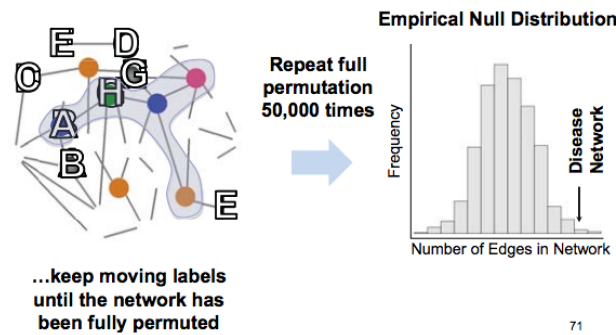 Empirical Null Distribution
E
D
C
G
H
A
B
E
Repeat full
permutation
50,000 times
Frequency
Disease
Network
Number of Edges in Network
…keep moving labels
until the network has
been fully permuted
71